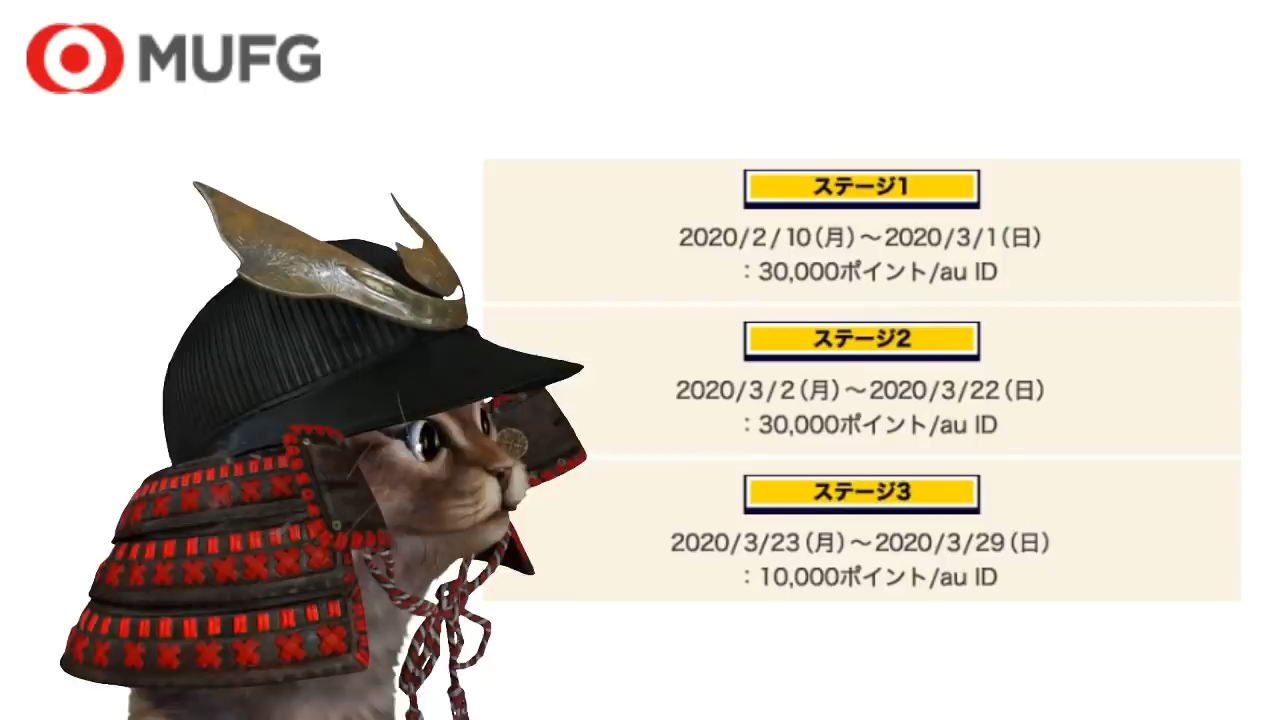 MUFG
ステージ1
2020/2/10(月)～2020/3/1(日)
：30,000ポイント/au ID
ステージ2
2020/3/2(月)～2020/3/22(日)
：30,000ポイント/au ID
ステージ3
2020/3/23(月)～2020/3/29(日)
：10,000ポイント/au ID